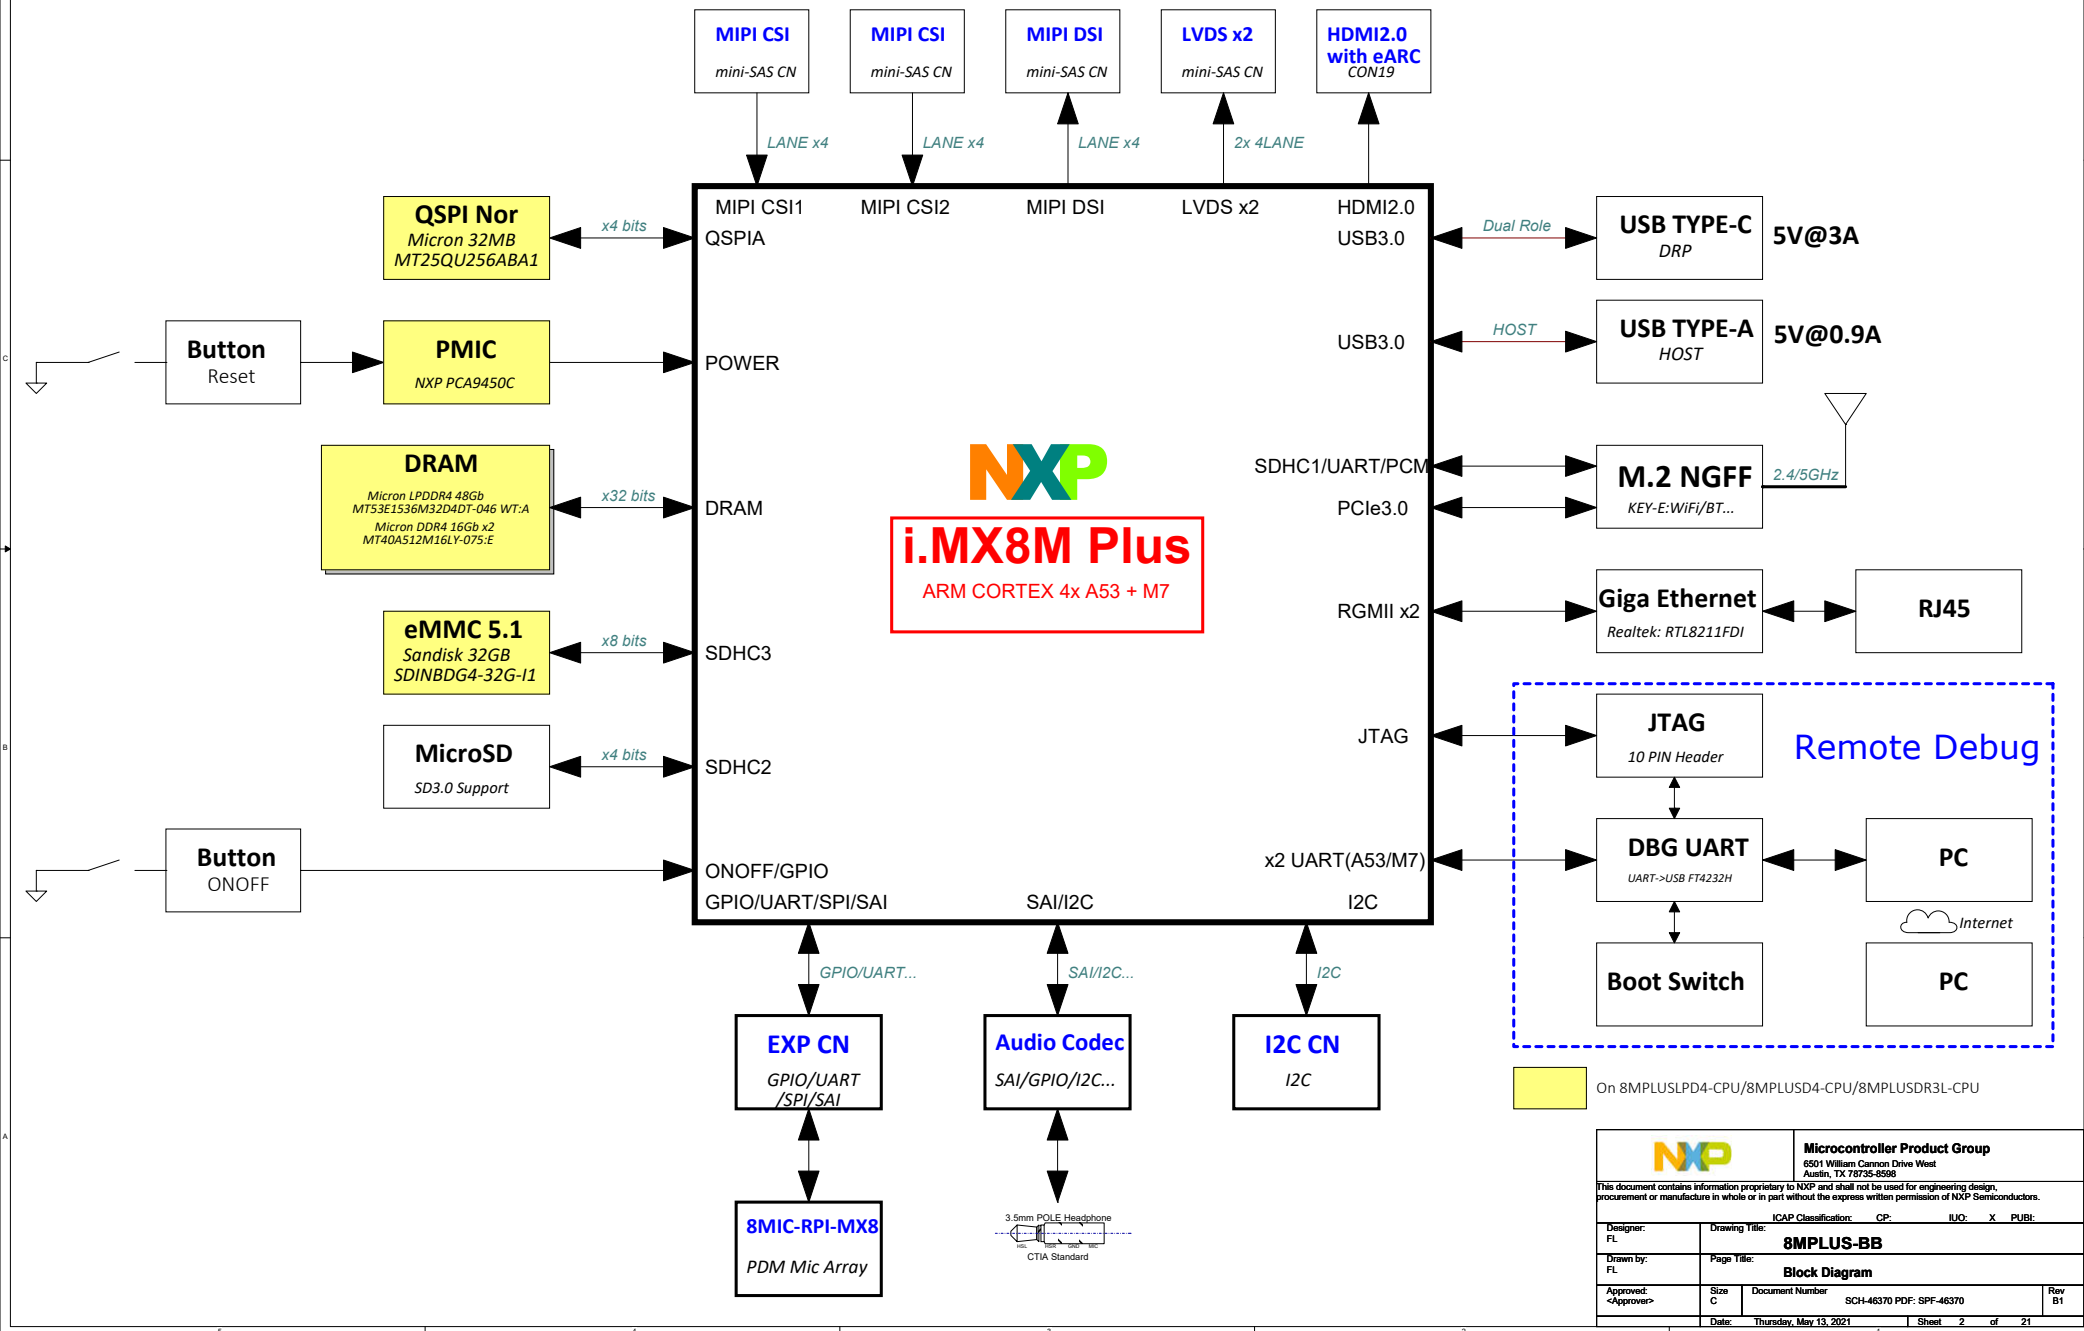 MIPI CSI
mini-SAS CN
MIPI CSI
mini-SAS CN
MIPI DSI
mini-SAS CN
LVDS x2
mini-SAS CN
HDMI2.0
with eARC
CON19
LANE x4
LANE x4
LANE x4
2x 4LANE
MIPI CSI1
MIPI CSI2
MIPI DSI
LVDS x2
HDMI2.0
QSPI Nor
Micron 32MB
MT25QU256ABA1
x4 bits
QSPIA
USB3.0
Dual Role
USB TYPE-C
DRP
5V@3A
Button
Reset
PMIC
NXP PCA9450C
POWER
USB3.0
HOST
USB TYPE-A
HOST
5V@0.9A
DRAM
Micron LPDDR4 48Gb
MT53E1536M32D4DT-046 WT:A
Micron DDR4 16Gb x2
MT40A512M16LY-075:E
x32 bits
DRAM
NXP
i.MX8M Plus
ARM CORTEX 4x A53 + M7
SDHC1/UART/PCM
PCIe3.0
M.2 NGFF
KEY-E:WiFi/BT...
2.4/5GHz
RGMII x2
Giga Ethernet
Realtek: RTL8211FDI
RJ45
eMMC 5.1
Sandisk 32GB
SDINBDG4-32G-I1
x8 bits
SDHC3
MicroSD
SD3.0 Support
x4 bits
SDHC2
JTAG
JTAG
10 PIN Header
Remote Debug
Button
ONOFF
ONOFF/GPIO
x2 UART(A53/M7)
DBG UART
UART->USB FT4232H
PC
Internet
Boot Switch
PC
GPIO/UART/SPI/SAI
SAI/I2C
I2C
GPIO/UART...
SAI/I2C...
I2C
EXP CN
GPIO/UART
/SPI/SAI
Audio Codec
SAI/GPIO/I2C...
I2C CN
I2C
8MIC-RPI-MX8
PDM Mic Array
3.5mm POLE Headphone
HSL HSR GND MIC
CTIA Standard
On 8MPLUSLPD4-CPU/8MPLUSD4-CPU/8MPLUSDR3L-CPU
NXP
Microcontroller Product Group
6501 William Cannon Drive West
Austin, TX 78735-8598
This document contains information proprietary to NXP and shall not be used for engineering design,
procurement or manufacture in whole or in part without the express written permission of NXP Semiconductors.
ICAP Classification: CP: IUO: X PUBI:
Designer:
FL
Drawing Title:
8MPLUS-BB
Drawn by:
FL
Page Title:
Block Diagram
Approved:
<Approver>
Size
C
Document Number
SCH-46370 PDF: SPF-46370
Rev
B1
Date: Thursday, May 13, 2021
Sheet 2 of 21
C
B
A